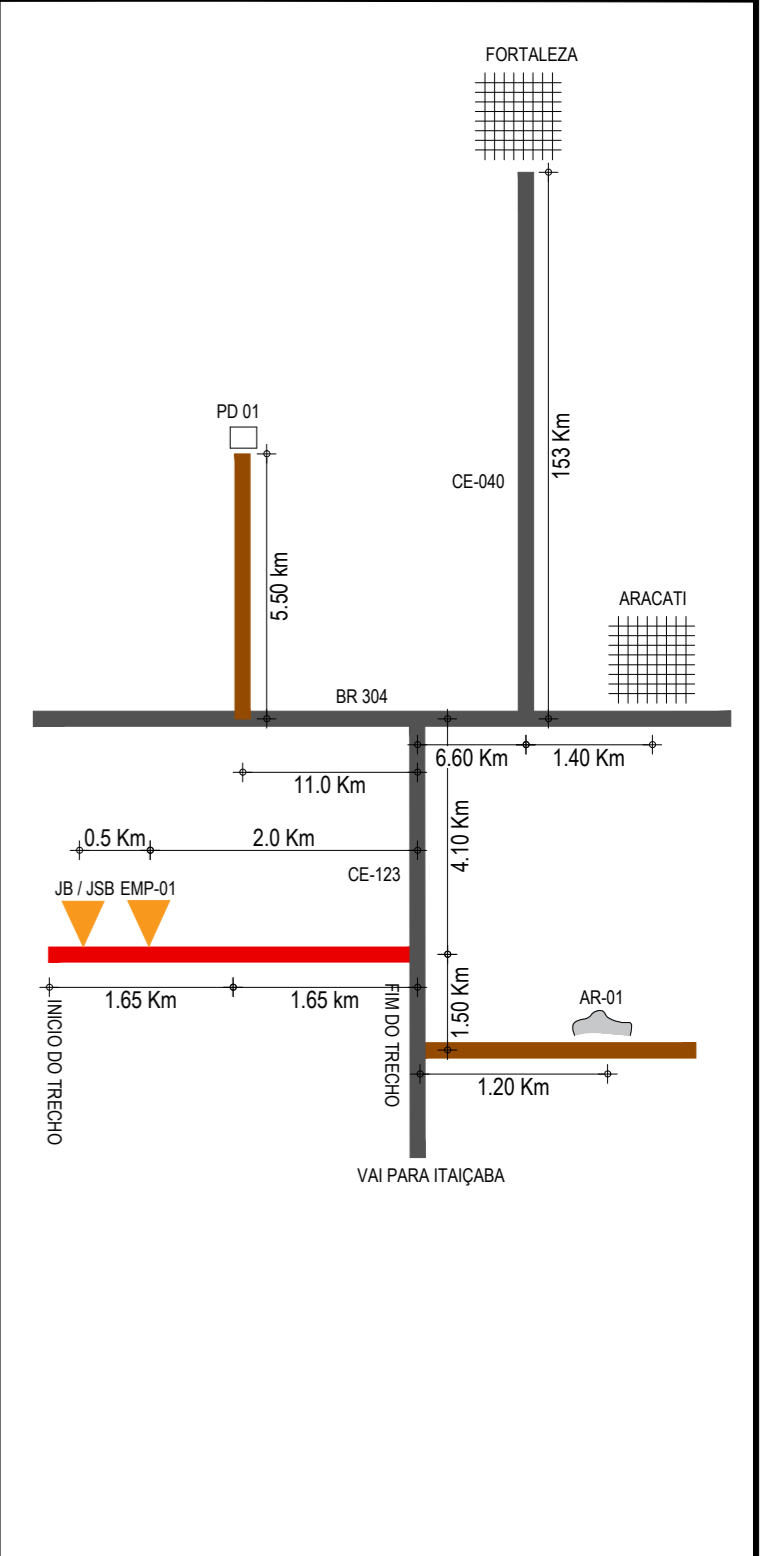 FORTALEZA
153 Km
PD 01
CE-040
5.50 km
ARACATI
BR 304
6.60 Km
1.40 Km
11.0 Km
4.10 Km
0.5 Km
2.0 Km
CE-123
JB / JSB
EMP-01
1.65 Km
1.65 km
1.50 Km
INICIO DO TRECHO
FIM DO TRECHO
AR-01
1.20 Km
VAI PARA ITAIÇABA